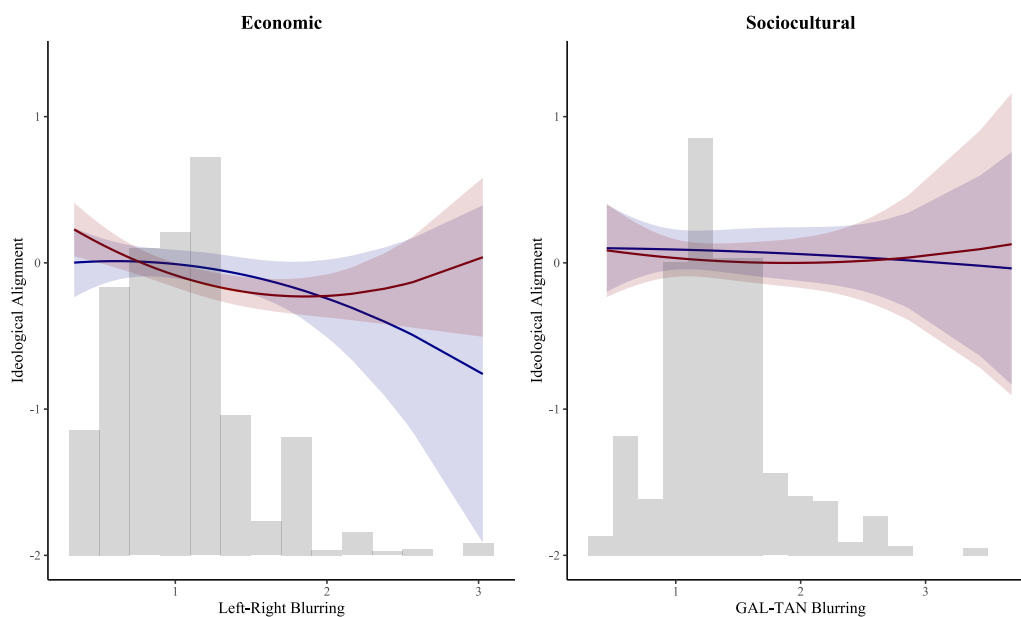 Economic
Ideological Alignment
1
0
-1
-2
1
2
3
Left-Right Blurring
Sociocultural
Ideological Alignment
1
0
-1
-2
1
2
3
GAL-TAN Blurring